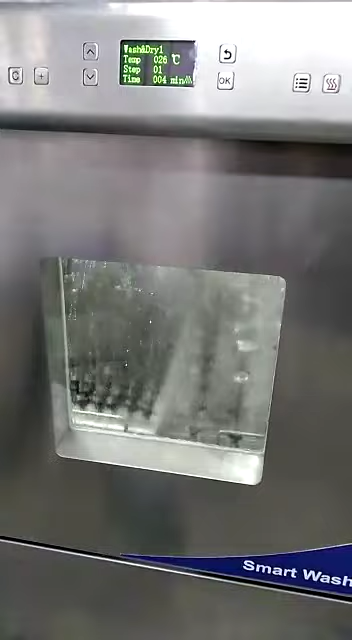 Wash&Dry1
Temp 026 ℃
Step 01
Time 004 min
OK
Smart Wash